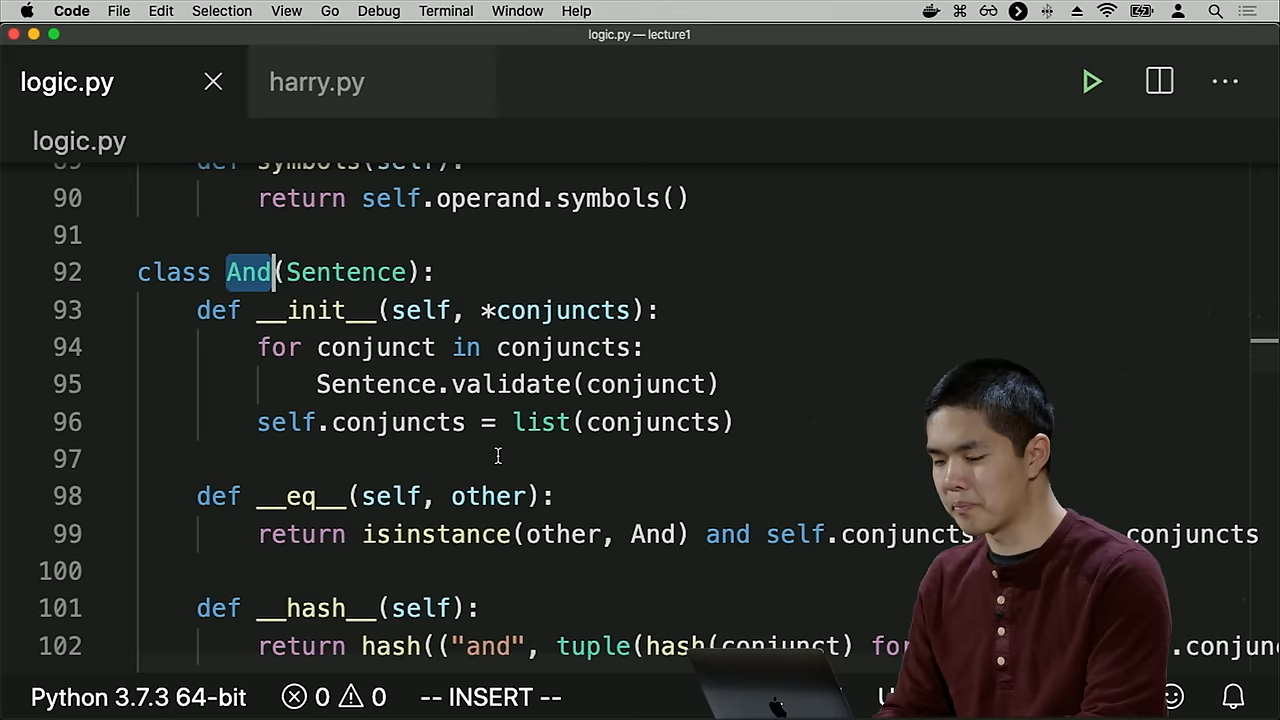 Code File Edit Selection View Go Debug Terminal Window Help
logic.py — lecture1
logic.py harry.py
logic.py
89 def symbols(self):
90 return self.operand.symbols()
91
92 class And(Sentence):
93 def __init__(self, *conjuncts):
94 for conjunct in conjuncts:
95 Sentence.validate(conjunct)
96 self.conjuncts = list(conjuncts)
97
98 def __eq__(self, other):
99 return isinstance(other, And) and self.conjuncts conjuncts
100
101 def __hash__(self):
102 return hash(("and", tuple(hash(conjunct) for .conjun
Python 3.7.3 64-bit 0 0 -- INSERT --